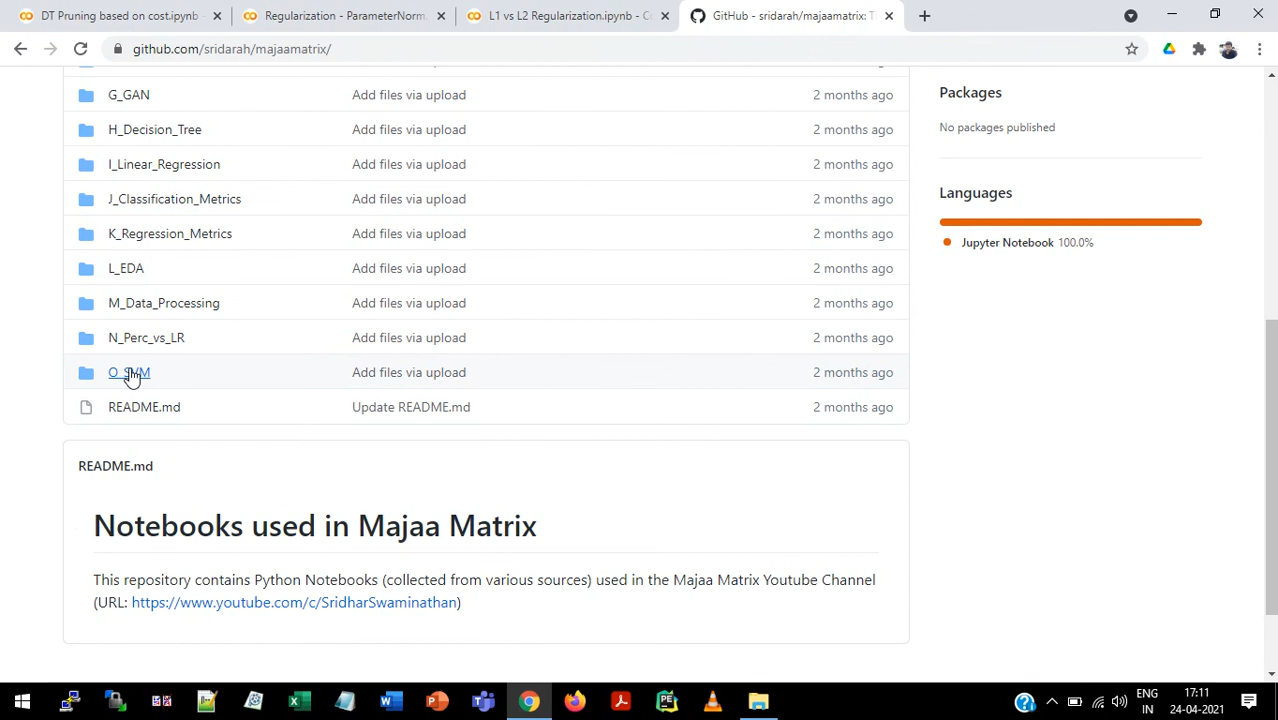 DT Pruning based on cost.ipynb -
Regularization - ParameterNorm.
L1 vs L2 Regularization.ipynb - Co
GitHub - sridarah/majaamatrix: T
github.com/sridarah/majaamatrix/
G_GAN Add files via upload 2 months ago
H_Decision_Tree Add files via upload 2 months ago
I_Linear_Regression Add files via upload 2 months ago
J_Classification_Metrics Add files via upload 2 months ago
K_Regression_Metrics Add files via upload 2 months ago
L_EDA Add files via upload 2 months ago
M_Data_Processing Add files via upload 2 months ago
N_Perc_vs_LR Add files via upload 2 months ago
O_SVM Add files via upload 2 months ago
README.md Update README.md 2 months ago
Packages
No packages published
Languages
Jupyter Notebook 100.0%
README.md
Notebooks used in Majaa Matrix
This repository contains Python Notebooks (collected from various sources) used in the Majaa Matrix Youtube Channel
(URL: https://www.youtube.com/c/SridharSwaminathan)
ENG
IN
17:11
24-04-2021